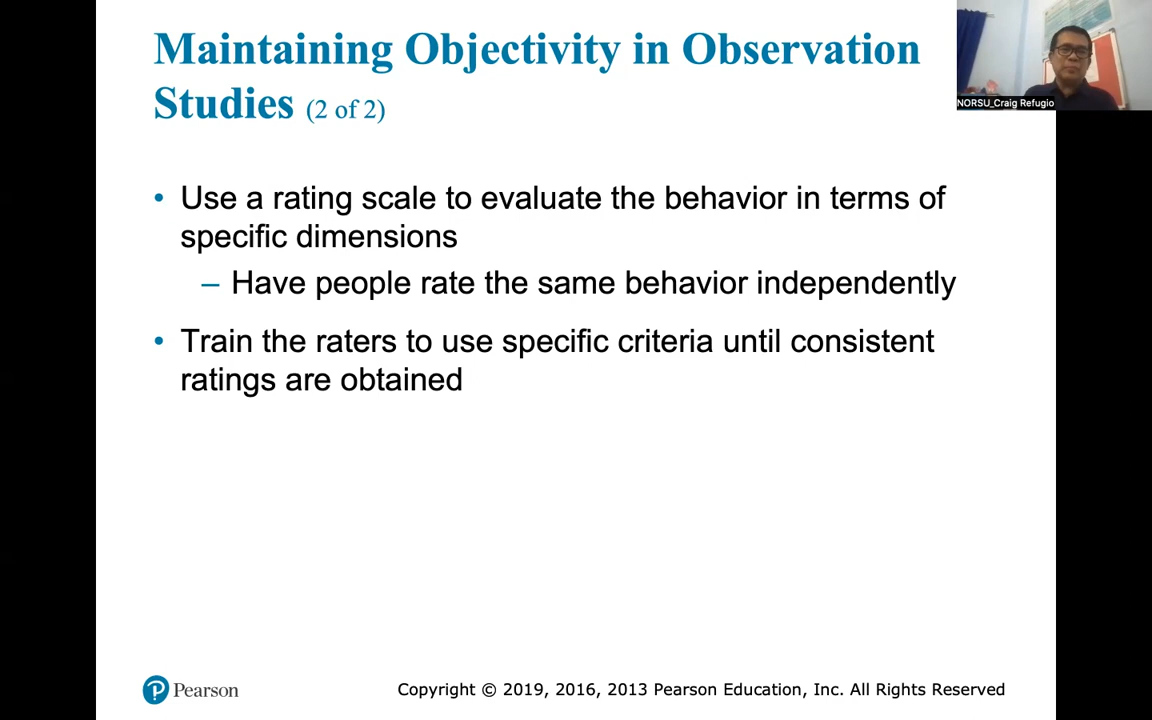 Maintaining Objectivity in Observation
Studies (2 of 2)
NORSU_Craig Refugio
• Use a rating scale to evaluate the behavior in terms of
specific dimensions
– Have people rate the same behavior independently
• Train the raters to use specific criteria until consistent
ratings are obtained
Pearson
Copyright © 2019, 2016, 2013 Pearson Education, Inc. All Rights Reserved